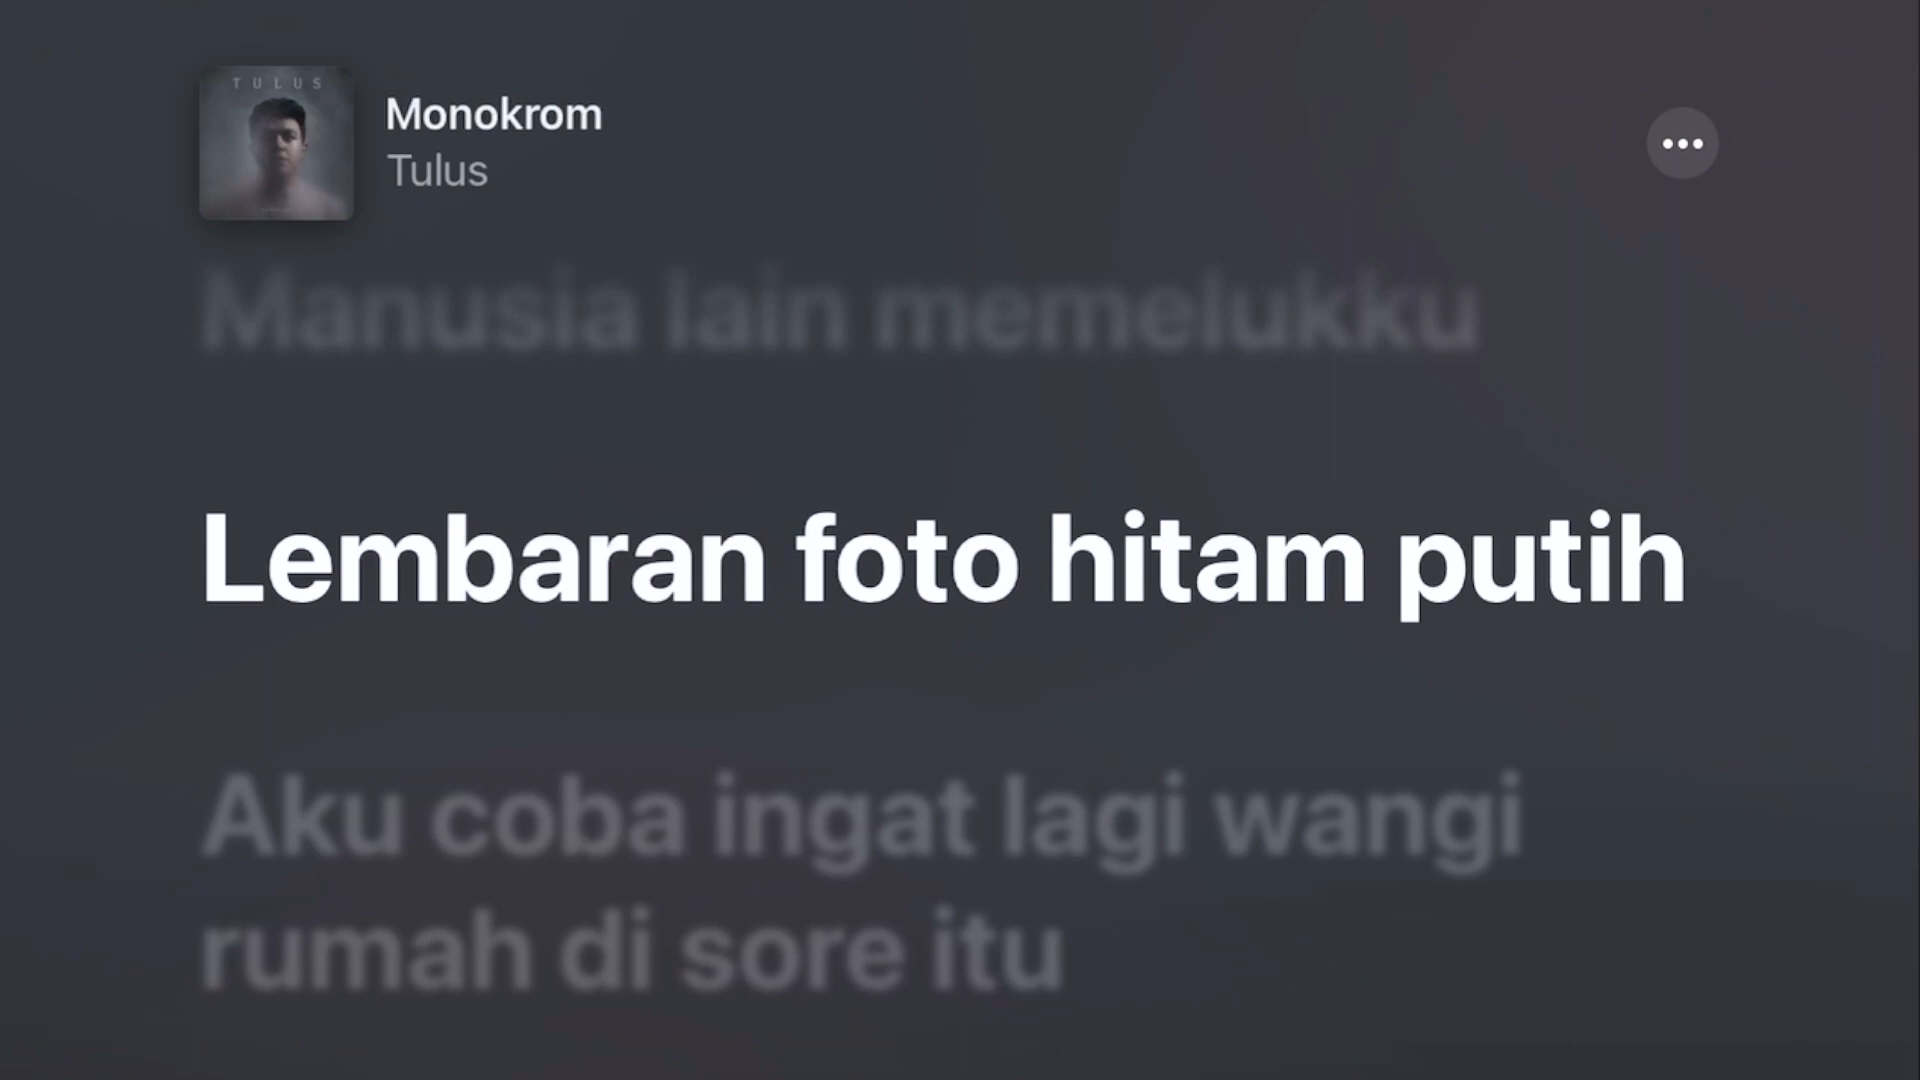 TULUS
Monokrom
Tulus
Manusia lain memelukku
Lembaran foto hitam putih
Aku coba ingat lagi wangi
rumah di sore itu